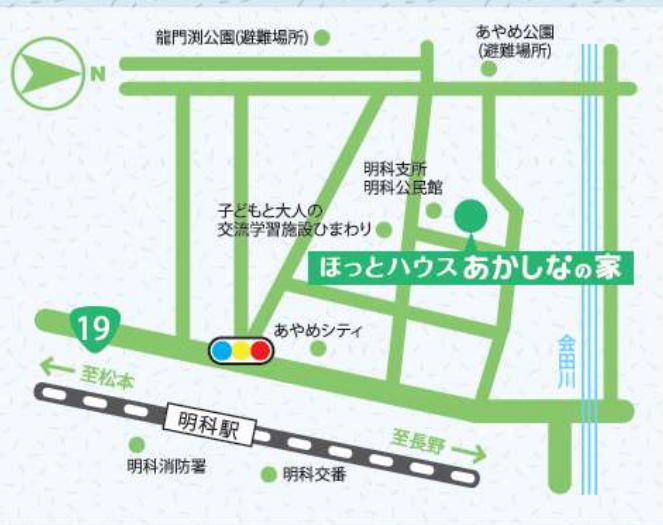 龍門渕公園(避難場所)
あやめ公園
(避難場所)
N
明科支所
明科公民館
子どもと大人の
交流学習施設ひまわり
ほっとハウスあかしなの家
19
あやめシティ
会田川
至松本
明科駅
至長野
明科消防署
明科交番